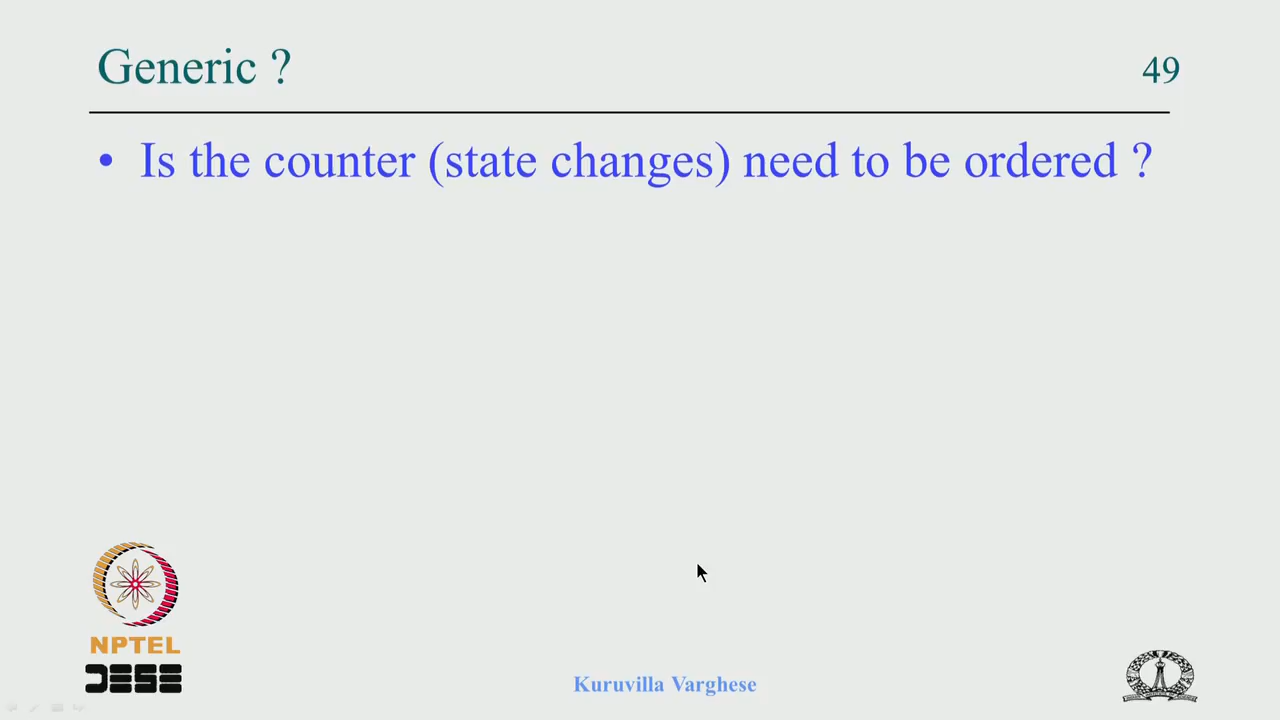 Generic ?
49
• Is the counter (state changes) need to be ordered ?
NPTEL
Kuruvilla Varghese